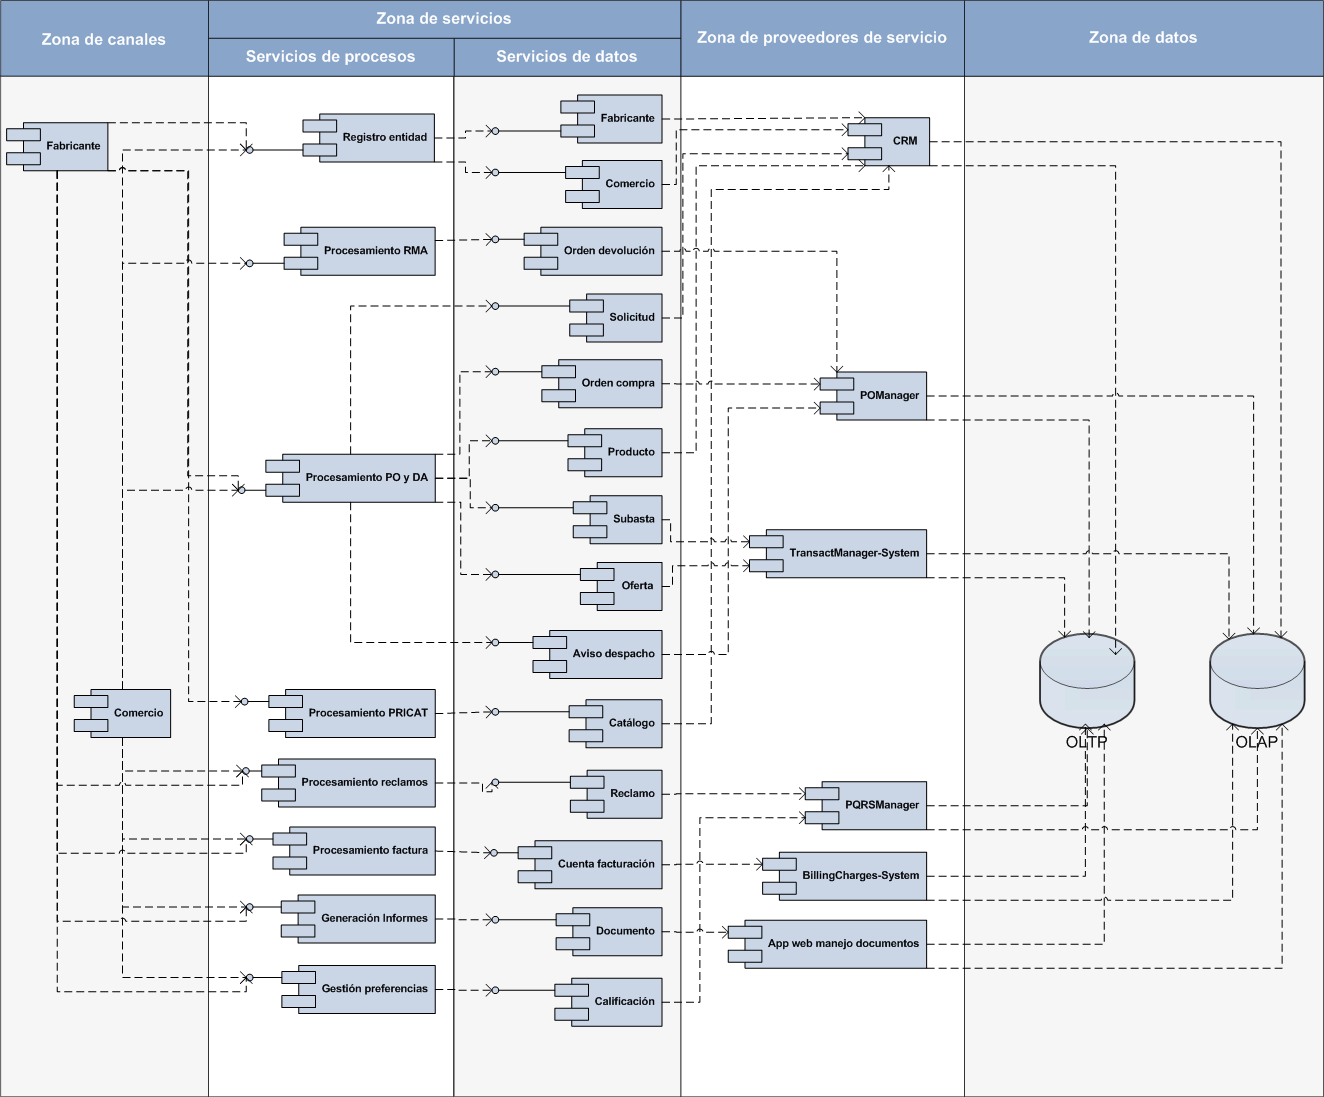 Zona de canales
Zona de servicios
Servicios de procesos
Servicios de datos
Zona de proveedores de servicio
Zona de datos
Fabricante
Comercio
Registro entidad
Procesamiento RMA
Procesamiento PO y DA
Procesamiento PRICAT
Procesamiento reclamos
Procesamiento factura
Generación Informes
Gestión preferencias
Fabricante
Comercio
Orden devolución
Solicitud
Orden compra
Producto
Subasta
Oferta
Aviso despacho
Catálogo
Reclamo
Cuenta facturación
Documento
Calificación
CRM
POManager
TransactManager-System
PQRSManager
BillingCharges-System
App web manejo documentos
OLTP
OLAP